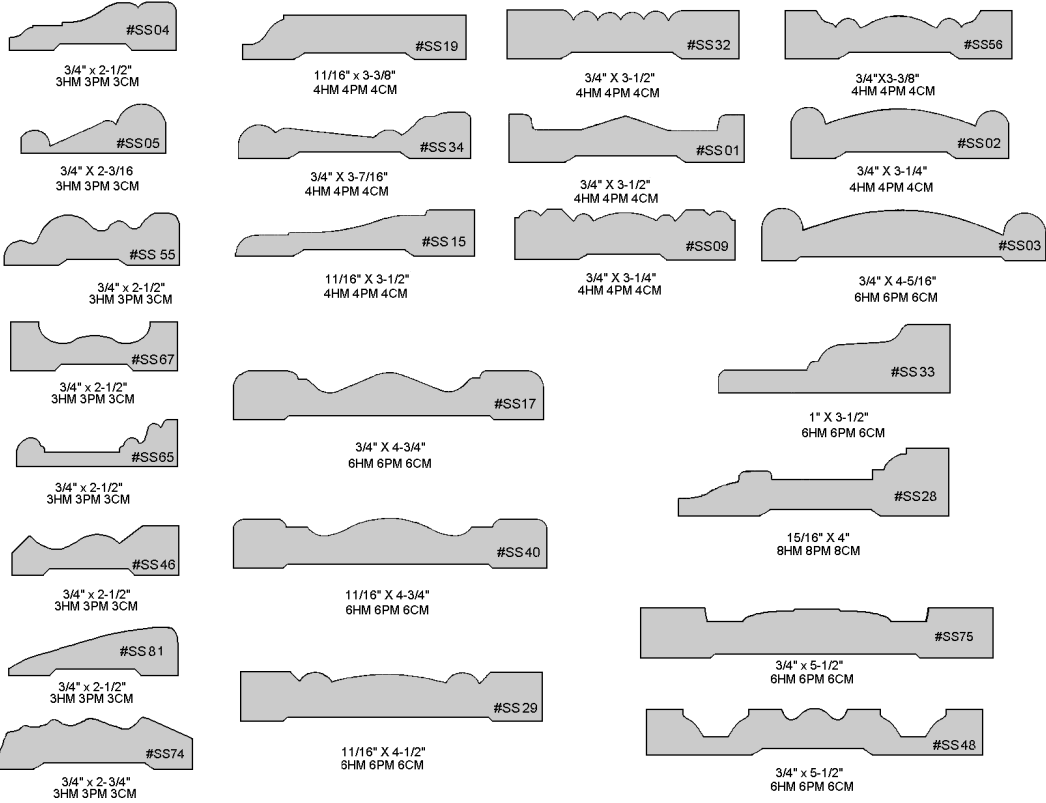 #SS04
3/4" x 2-1/2"
3HM 3PM 3CM
#SS05
3/4" X 2-3/16
3HM 3PM 3CM
#SS 55
3/4" x 2-1/2"
3HM 3PM 3CM
#SS67
3/4" x 2-1/2"
3HM 3PM 3CM
#SS65
3/4" x 2-1/2"
3HM 3PM 3CM
#SS46
3/4" x 2-1/2"
3HM 3PM 3CM
#SS81
3/4" x 2-1/2"
3HM 3PM 3CM
#SS74
3/4" x 2-3/4"
3HM 3PM 3CM
#SS19
11/16" x 3-3/8"
4HM 4PM 4CM
#SS34
3/4" X 3-7/16"
4HM 4PM 4CM
#SS 15
11/16" X 3-1/2"
4HM 4PM 4CM
#SS17
3/4" X 4-3/4"
6HM 6PM 6CM
#SS40
11/16" X 4-3/4"
6HM 6PM 6CM
#SS29
11/16" X 4-1/2"
6HM 6PM 6CM
#SS32
3/4" X 3-1/2"
4HM 4PM 4CM
#SS01
3/4" X 3-1/2"
4HM 4PM 4CM
#SS09
3/4" X 3-1/4"
4HM 4PM 4CM
#SS56
3/4"X3-3/8"
4HM 4PM 4CM
#SS02
3/4" X 3-1/4"
4HM 4PM 4CM
#SS03
3/4" X 4-5/16"
6HM 6PM 6CM
#SS33
1" X 3-1/2"
6HM 6PM 6CM
#SS28
15/16" X 4"
8HM 8PM 8CM
#SS75
3/4" x 5-1/2"
6HM 6PM 6CM
#SS48
3/4" x 5-1/2"
6HM 6PM 6CM